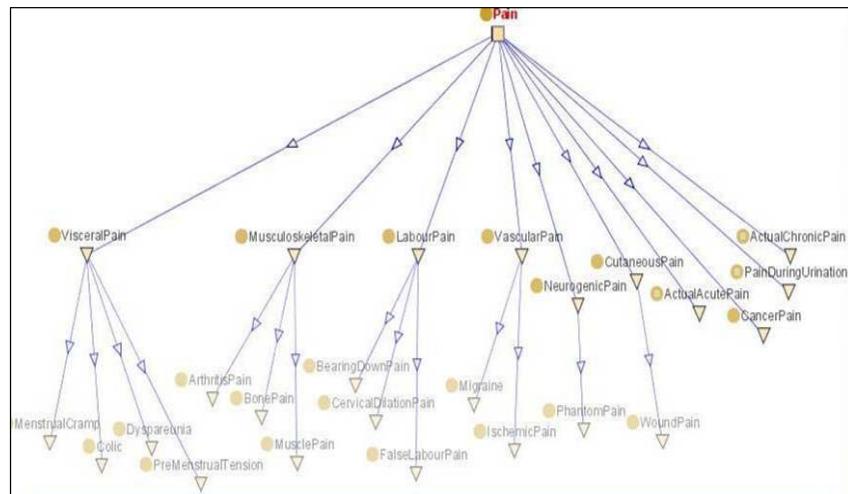 Pain
VisceralPain
MusculoskeletalPain
LabourPain
VascularPain
ActualChronicPain
CutaneousPain
PainDuringUrination
NeurogenicPain
ActualAcutePain
CancerPain
ArthritisPain
BearingDownPain
Migraine
BonePain
CervicalDilationPain
MenstrualCramp
Dyspareunia
PhantomPain
WoundPain
Colic
MusclePain
IschemicPain
PreMenstrualTension
FalseLabourPain